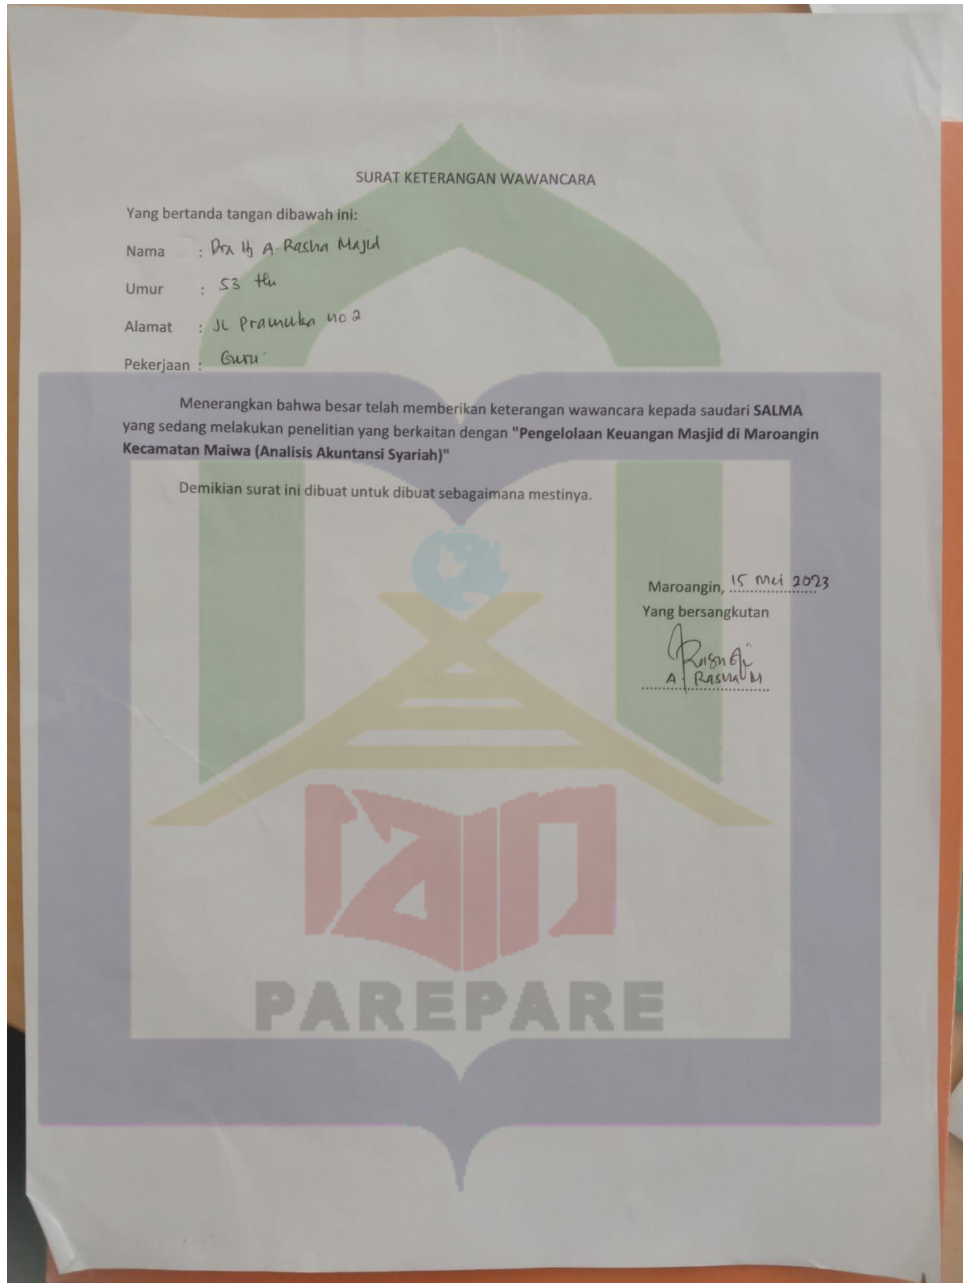 SURAT KETERANGAN WAWANCARA
Yang bertanda tangan dibawah ini:
Nama : Dra Hj A. Rasna Majid
Umur : 53 thn
Alamat : JL Pramuka no 2
Pekerjaan : Guru
Menerangkan bahwa besar telah memberikan keterangan wawancara kepada saudari SALMA
yang sedang melakukan penelitian yang berkaitan dengan "Pengelolaan Keuangan Masjid di Maroangin
Kecamatan Maiwa (Analisis Akuntansi Syariah)"
Demikian surat ini dibuat untuk dibuat sebagaimana mestinya.
Maroangin, 15 Mei 2023
Yang bersangkutan
A RASNA M
iain
PAREPARE